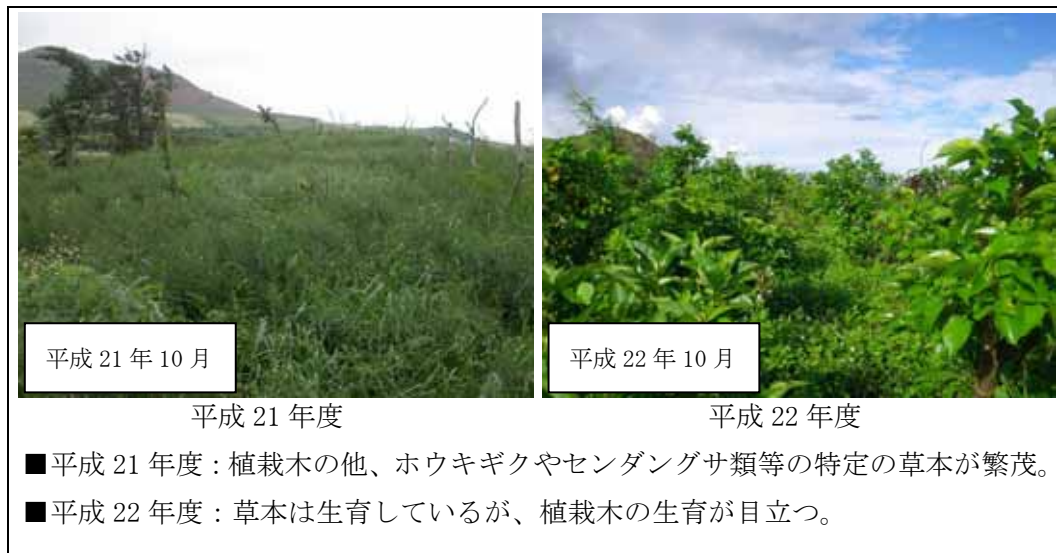 平成 21 年 10 月
平成 22 年 10 月
平成 21 年度
平成 22 年度
■平成 21 年度：植栽木の他、ホウキギクやセンダングサ類等の特定の草本が繁茂。
■平成 22 年度：草本は生育しているが、植栽木の生育が目立つ。